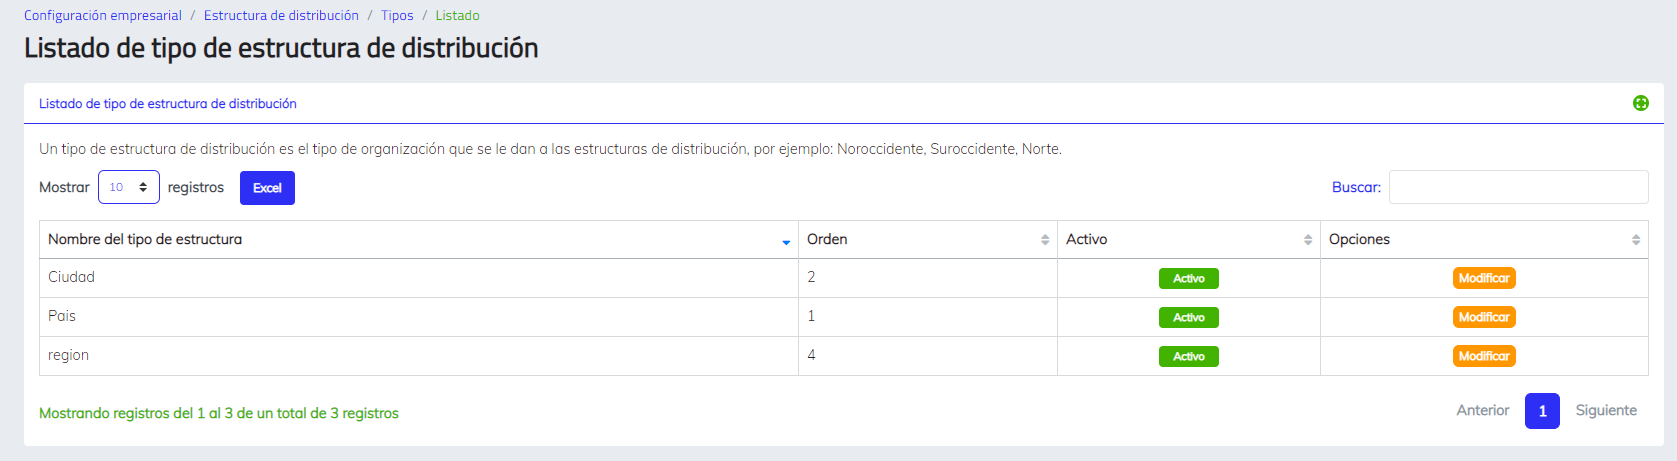 Configuración empresarial / Estructura de distribución / Tipos / Listado
Listado de tipo de estructura de distribución
Listado de tipo de estructura de distribución
Un tipo de estructura de distribución es el tipo de organización que se le dan a las estructuras de distribución, por ejemplo: Noroccidente, Suroccidente, Norte.
Mostrar 10 registros Excel Buscar:
Nombre del tipo de estructura Orden Activo Opciones
Ciudad 2 Activo Modificar
Pais 1 Activo Modificar
region 4 Activo Modificar
Mostrando registros del 1 al 3 de un total de 3 registros Anterior 1 Siguiente